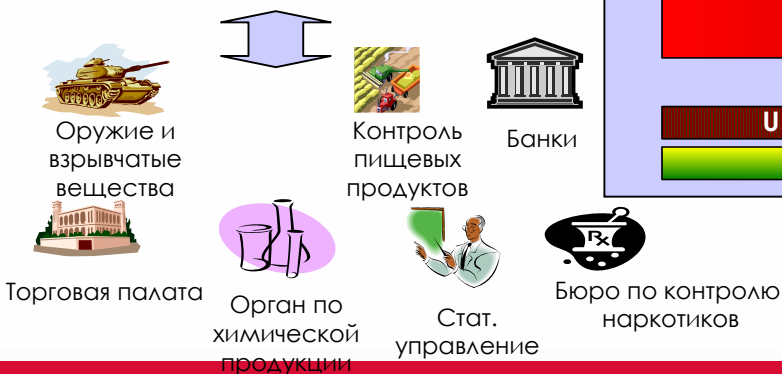 Оружие и
взрывчатые
вещества
Контроль
пищевых
продуктов
Банки
U
Торговая палата
Орган по
химической
продукции
Стат.
управление
Бюро по контролю
наркотиков
Rx